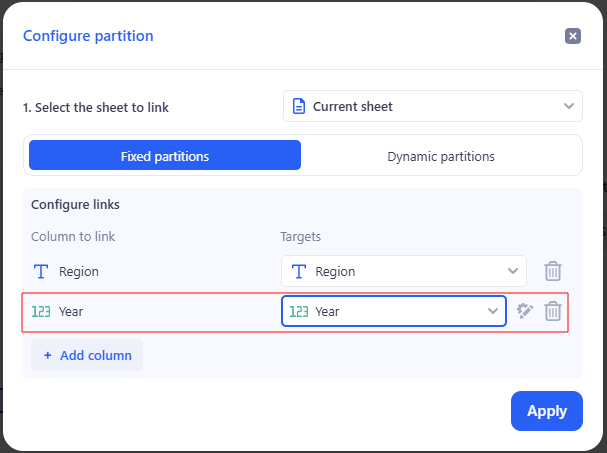 Configure partition
1. Select the sheet to link
Current sheet
Fixed partitions
Dynamic partitions
Configure links
Column to link
Targets
Region
Region
123 Year
123 Year
+ Add column
Apply